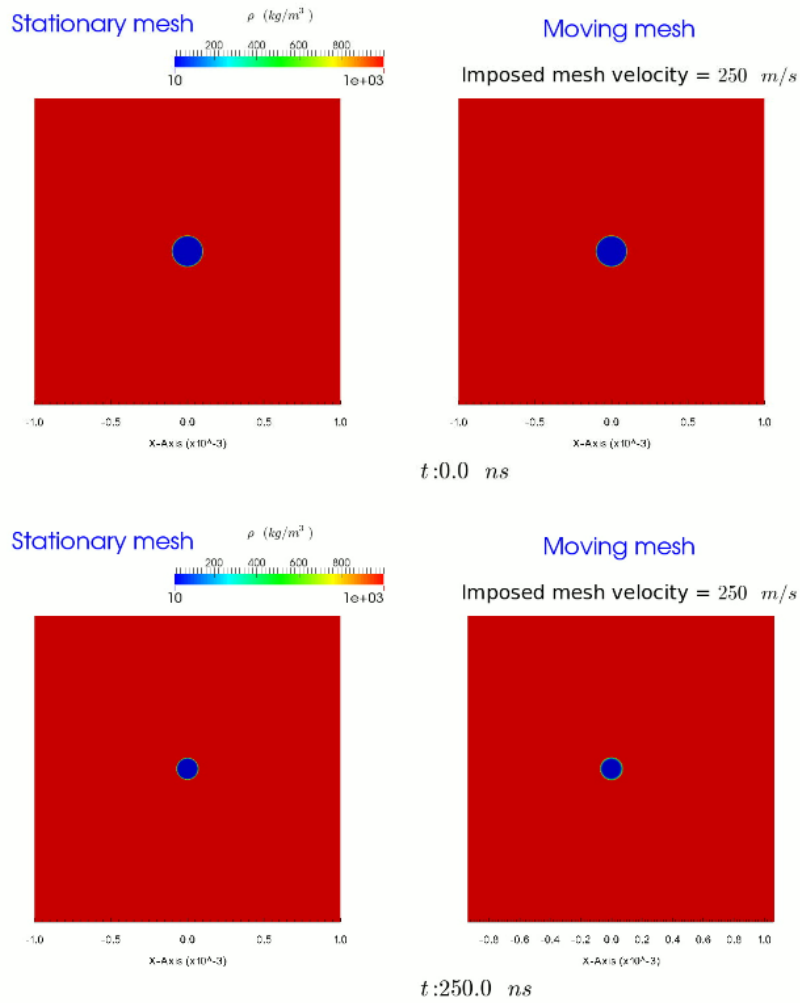 Stationary mesh
ρ (kg/m³)
200 400 600 800
10 1e+03
Moving mesh
Imposed mesh velocity = 250 m/s
-1.0 -0.5 0.0 0.5 1.0
X-Axis (x10^-3)
-1.0 -0.5 0.0 0.5 1.0
X-Axis (x10^-3)
t:0.0 ns
Stationary mesh
ρ (kg/m³)
200 400 600 800
10 1e+03
Moving mesh
Imposed mesh velocity = 250 m/s
-1.0 -0.5 0.0 0.5 1.0
X-Axis (x10^-3)
-0.8 -0.6 -0.4 -0.2 0.0 0.2 0.4 0.6 0.8 1.0
X-Axis (x10^-3)
t:250.0 ns